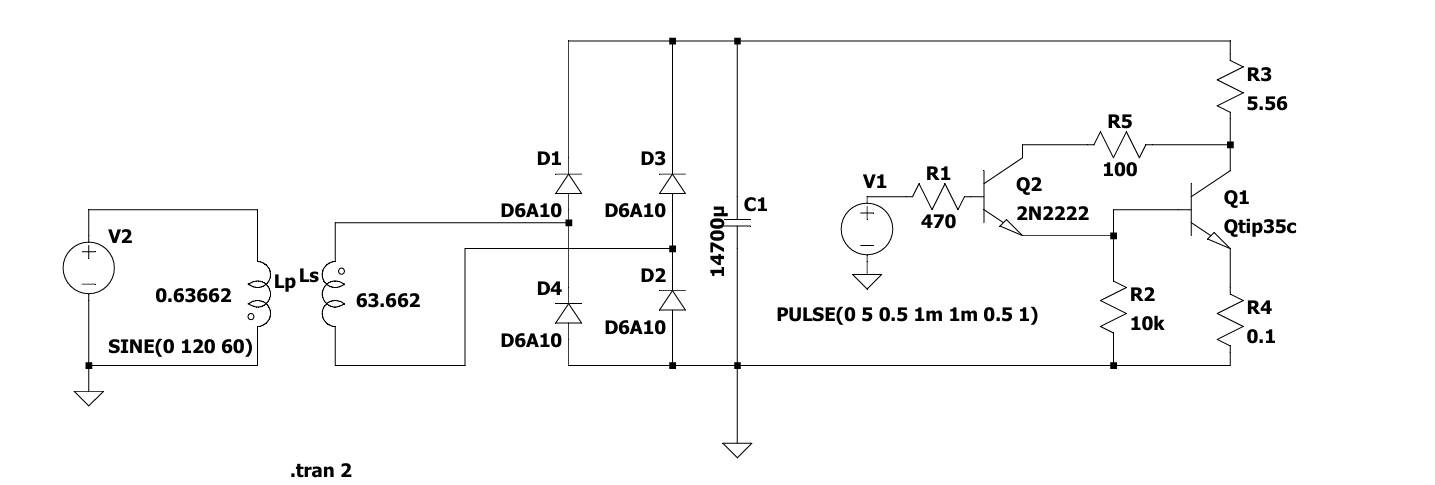 R3
5.56
R5
100
D1
D3
D6A10
D6A10
V1
R1
470
Q2
2N2222
Q1
Qtip35c
C1
14700µ
V2
Lp
Ls
0.63662
63.662
SINE(0 120 60)
D4
D2
D6A10
D6A10
PULSE(0 5 0.5 1m 1m 0.5 1)
R2
10k
R4
0.1
.tran 2